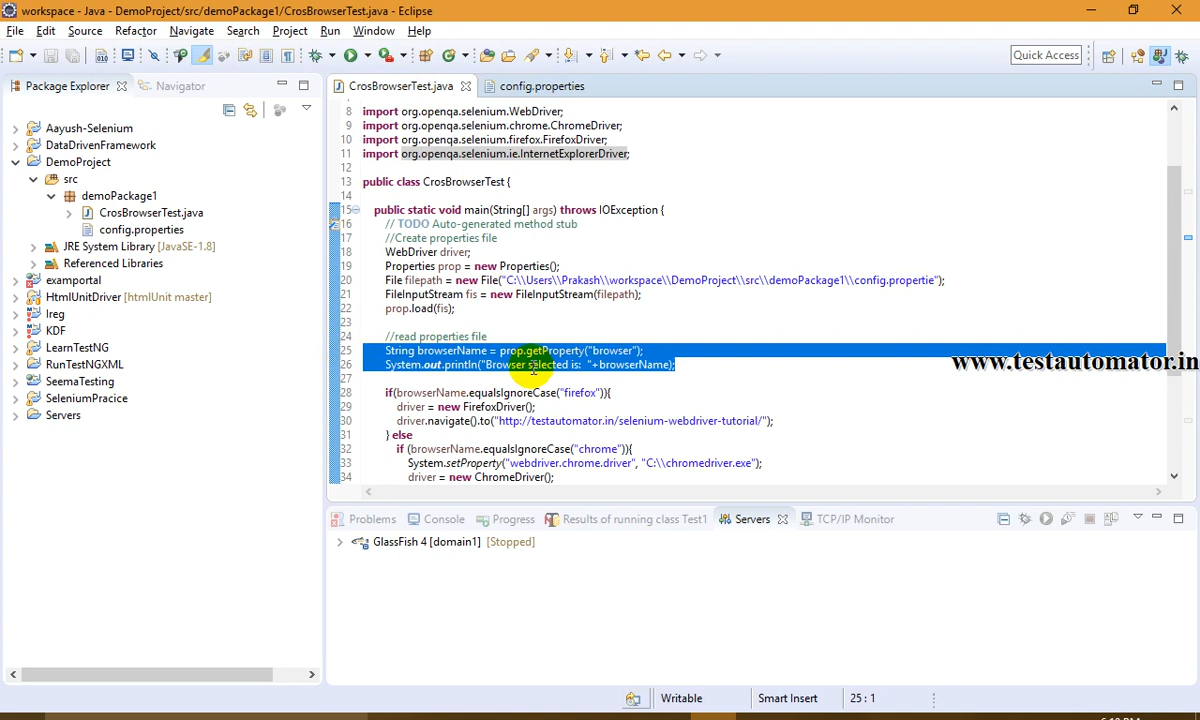 workspace - Java - DemoProject/src/demoPackage1/CrosBrowserTest.java - Eclipse
File Edit Source Refactor Navigate Search Project Run Window Help
Quick Access
Package Explorer Navigator
CrosBrowserTest.java config.properties
Aayush-Selenium
DataDrivenFramework
DemoProject
src
demoPackage1
CrosBrowserTest.java
config.properties
JRE System Library [JavaSE-1.8]
Referenced Libraries
examportal
HtmlUnitDriver [htmlUnit master]
Ireg
KDF
LearnTestNG
RunTestNGXML
SeemaTesting
SeleniumPracice
Servers
8 import org.openqa.selenium.WebDriver;
9 import org.openqa.selenium.chrome.ChromeDriver;
10 import org.openqa.selenium.firefox.FirefoxDriver;
11 import org.openqa.selenium.ie.InternetExplorerDriver;
12
13 public class CrosBrowserTest {
14
15 public static void main(String[] args) throws IOException {
16 // TODO Auto-generated method stub
17 //Create properties file
18 WebDriver driver;
19 Properties prop = new Properties();
20 File filepath = new File("C:\\Users\\Prakash\\workspace\\DemoProject\\src\\demoPackage1\\config.propertie");
21 FileInputStream fis = new FileInputStream(filepath);
22 prop.load(fis);
23
24 //read properties file
25 String browserName = prop.getProperty("browser");
26 System.out.println("Browser selected is:  "+browserName);
27
28 if(browserName.equalsIgnoreCase("firefox")){
29 driver = new FirefoxDriver();
30 driver.navigate().to("http://testautomator.in/selenium-webdriver-tutorial/");
31 } else
32 if (browserName.equalsIgnoreCase("chrome")){
33 System.setProperty("webdriver.chrome.driver", "C:\\chromedriver.exe");
34 driver = new ChromeDriver();
www.testautomator.in
Problems Console Progress Results of running class Test1 Servers TCP/IP Monitor
GlassFish 4 [domain1] [Stopped]
Writable Smart Insert 25 : 1